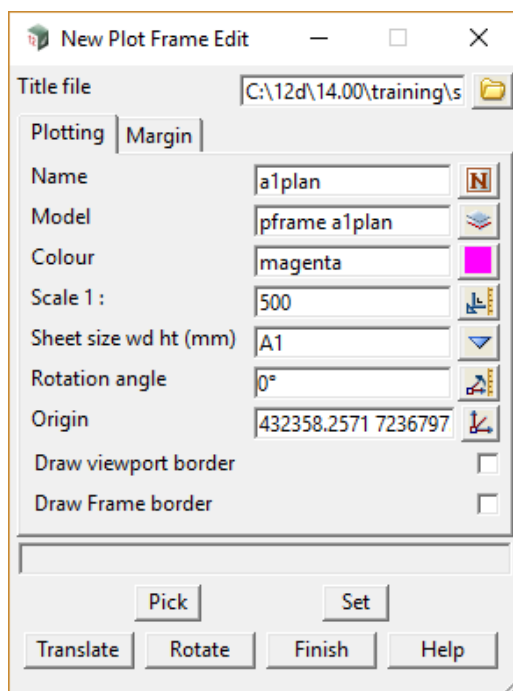 New Plot Frame Edit
Title file C:\12d\14.00\training\s
Plotting Margin
Name a1plan N
Model pframe a1plan
Colour magenta
Scale 1 : 500
Sheet size wd ht (mm) A1
Rotation angle 0°
Origin 432358.2571 7236797
Draw viewport border
Draw Frame border
Pick Set
Translate Rotate Finish Help